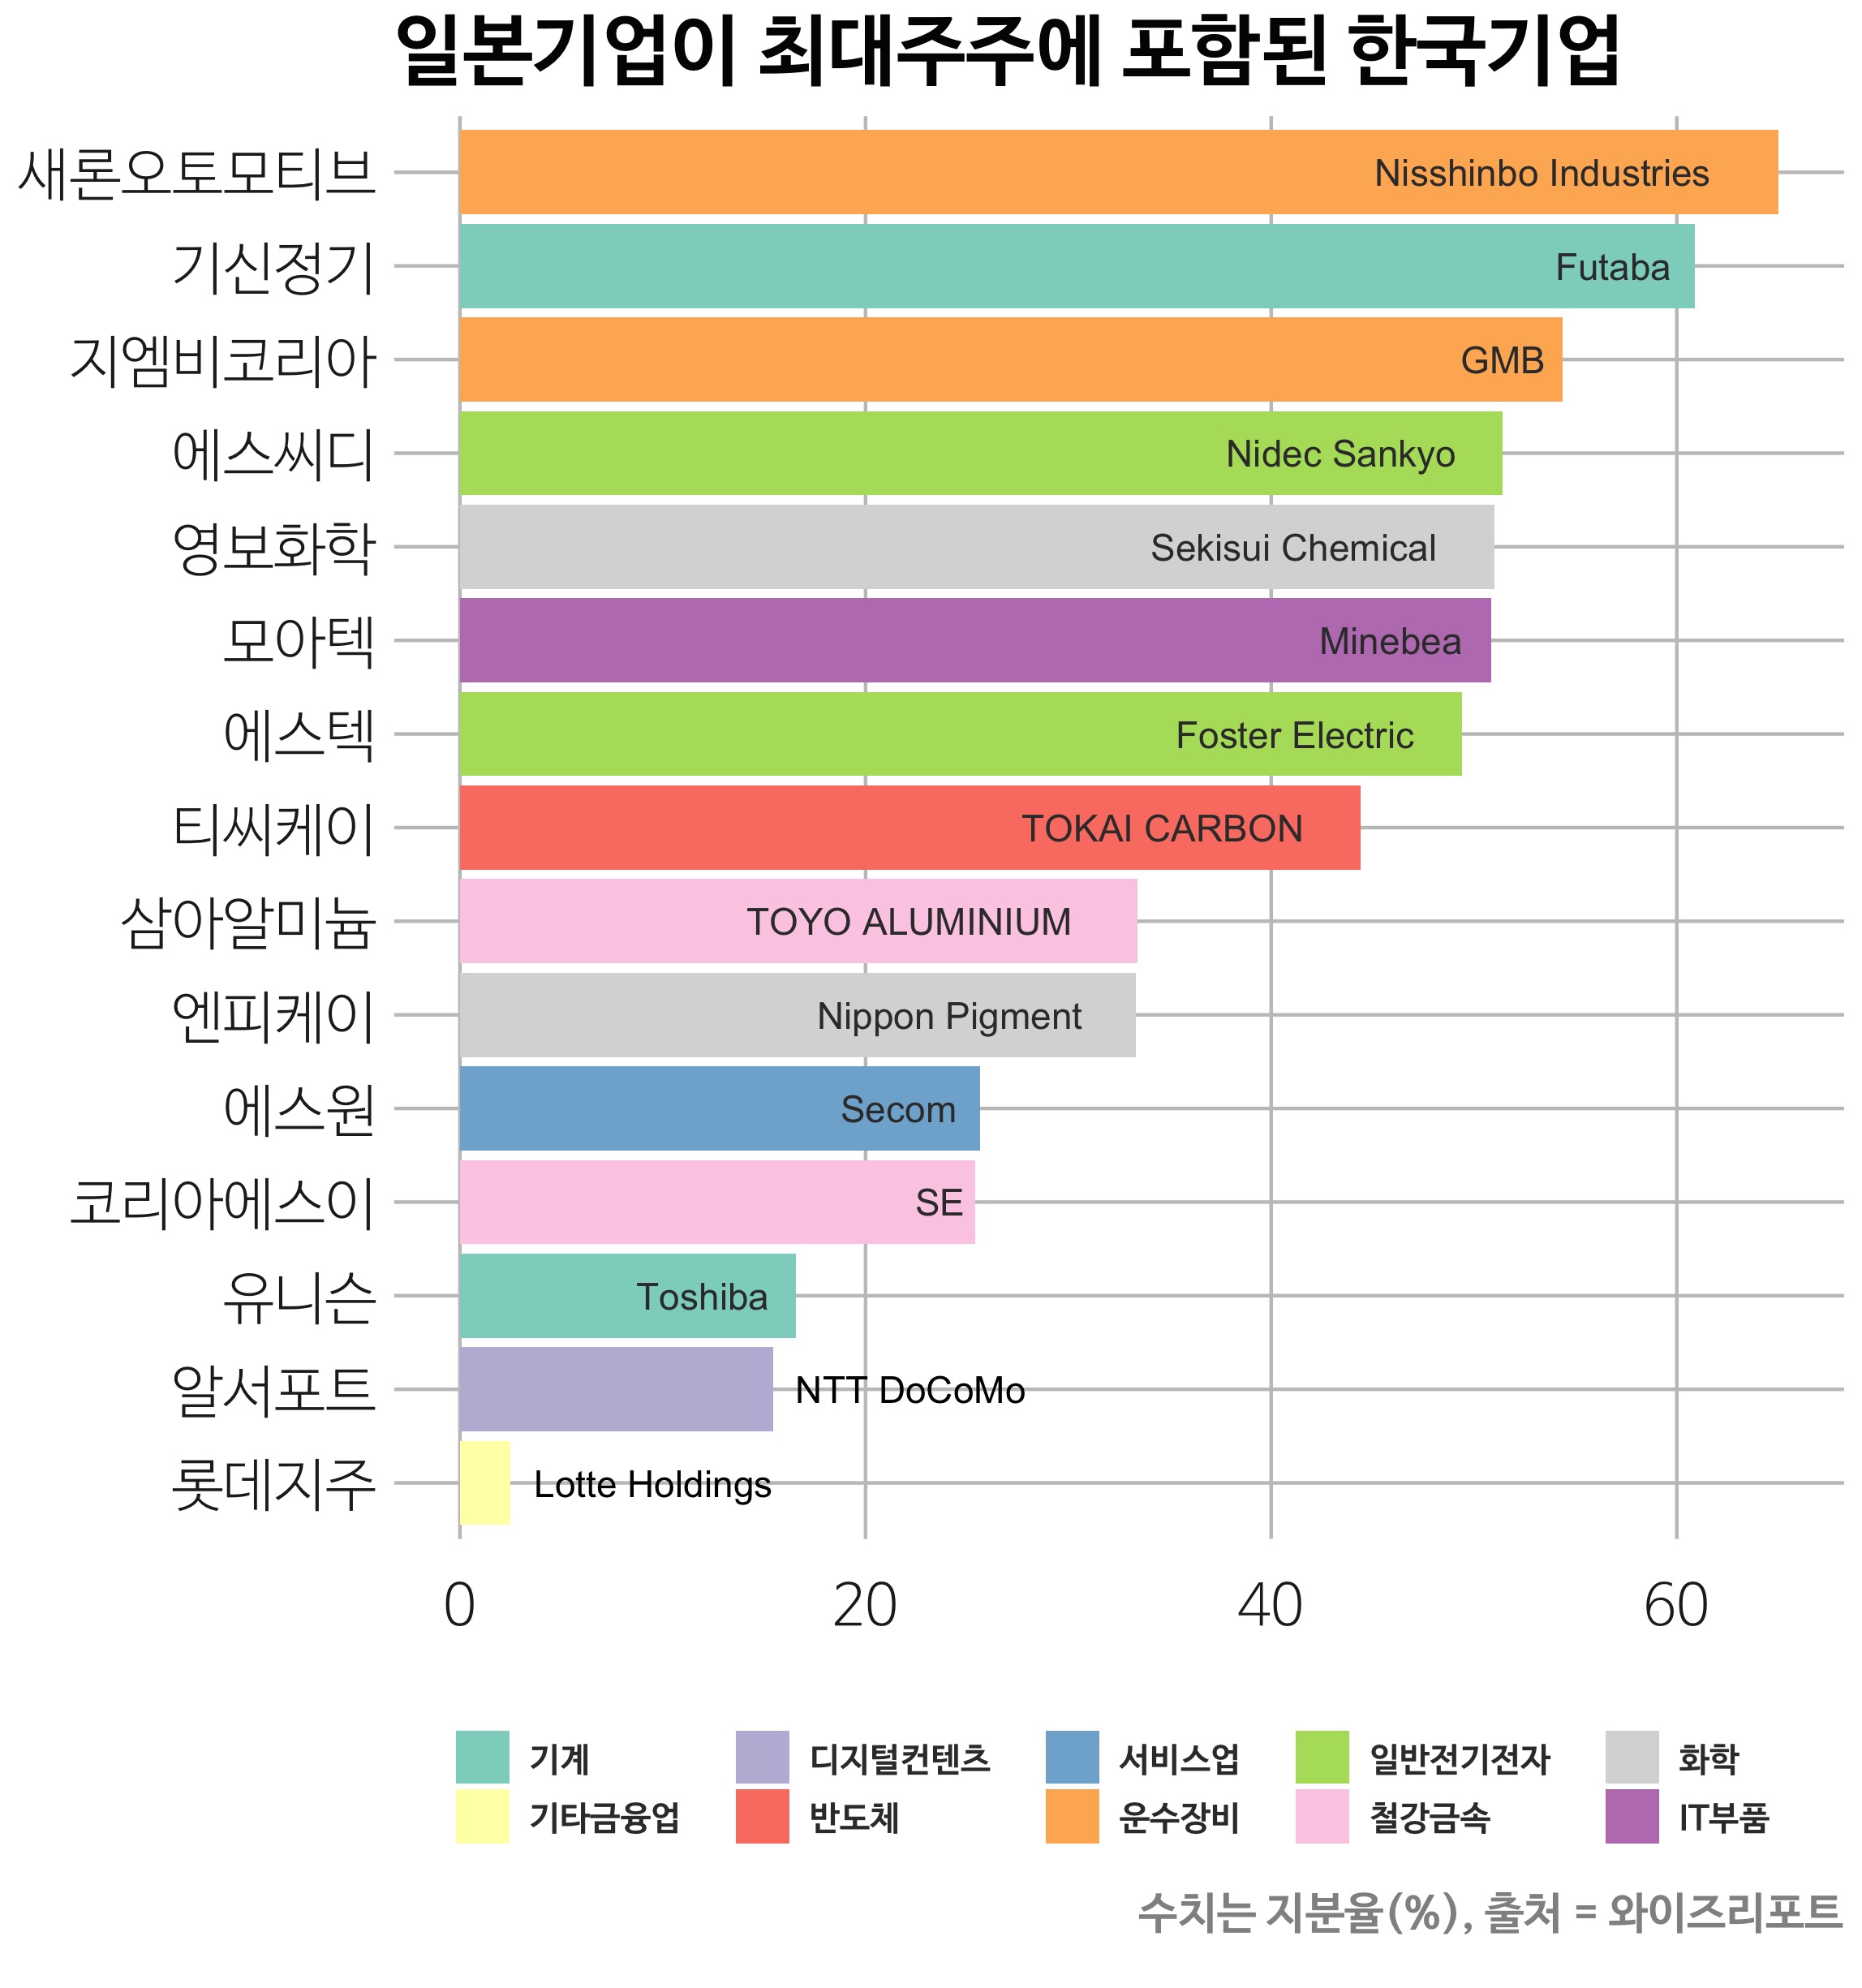 일본기업이 최대주주에 포함된 한국기업
새론오토모티브 Nisshinbo Industries
기신정기 Futaba
지엠비코리아 GMB
에스씨디 Nidec Sankyo
영보화학 Sekisui Chemical
모아텍 Minebea
에스텍 Foster Electric
티씨케이 TOKAI CARBON
삼아알미늄 TOYO ALUMINIUM
엔피케이 Nippon Pigment
에스원 Secom
코리아에스이 SE
유니슨 Toshiba
알서포트 NTT DoCoMo
롯데지주 Lotte Holdings
0 20 40 60
기계 디지털컨텐츠 서비스업 일반전기전자 화학
기타금융업 반도체 운수장비 철강금속 IT부품
수치는 지분율(%), 출처 = 와이즈리포트